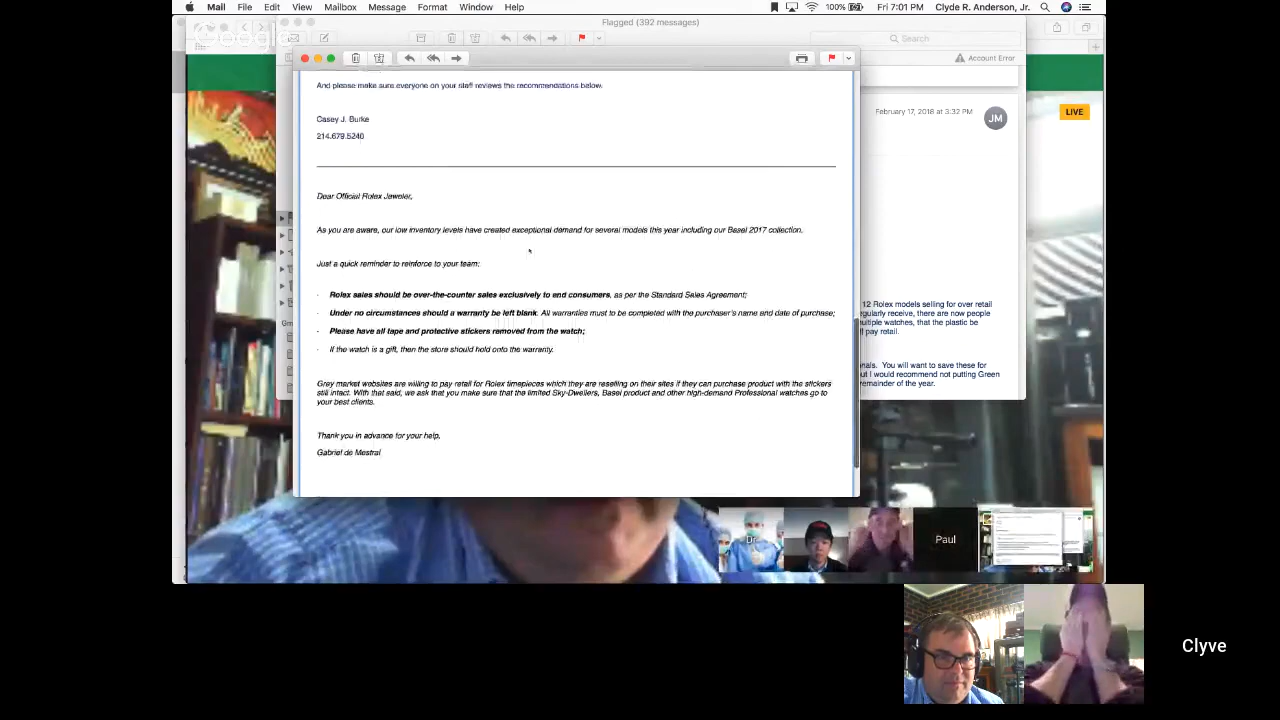 Mail File Edit View Mailbox Message Format Window Help 100% Fri 7:01 PM Clyde R. Anderson, Jr.
Flagged (392 messages)
Search
Account Error
And please make sure everyone on your staff reviews the recommendations below.
Casey J. Burke
214.679.5240
Dear Official Rolex Jeweler,
As you are aware, our low inventory levels have created exceptional demand for several models this year including our Basel 2017 collection.
Just a quick reminder to reinforce to your team:
· Rolex sales should be over-the-counter sales exclusively to end consumers, as per the Standard Sales Agreement;
· Under no circumstances should a warranty be left blank. All warranties must to be completed with the purchaser's name and date of purchase;
· Please have all tape and protective stickers removed from the watch;
· If the watch is a gift, then the store should hold onto the warranty.
Grey market websites are willing to pay retail for Rolex timepieces which they are reselling on their sites if they can purchase product with the stickers
still intact. With that said, we ask that you make sure that the limited Sky-Dwellers, Basel product and other high-demand Professional watches go to
your best clients.
Thank you in advance for your help,
Gabriel de Mestral
February 17, 2018 at 3:32 PM
JM
LIVE
12 Rolex models selling for over retail
regularly receive, there are now people
multiple watches, that the plastic be
pay retail.
You will want to save these for
I would recommend not putting Green
remainder of the year.
Dr
Paul
Clyve